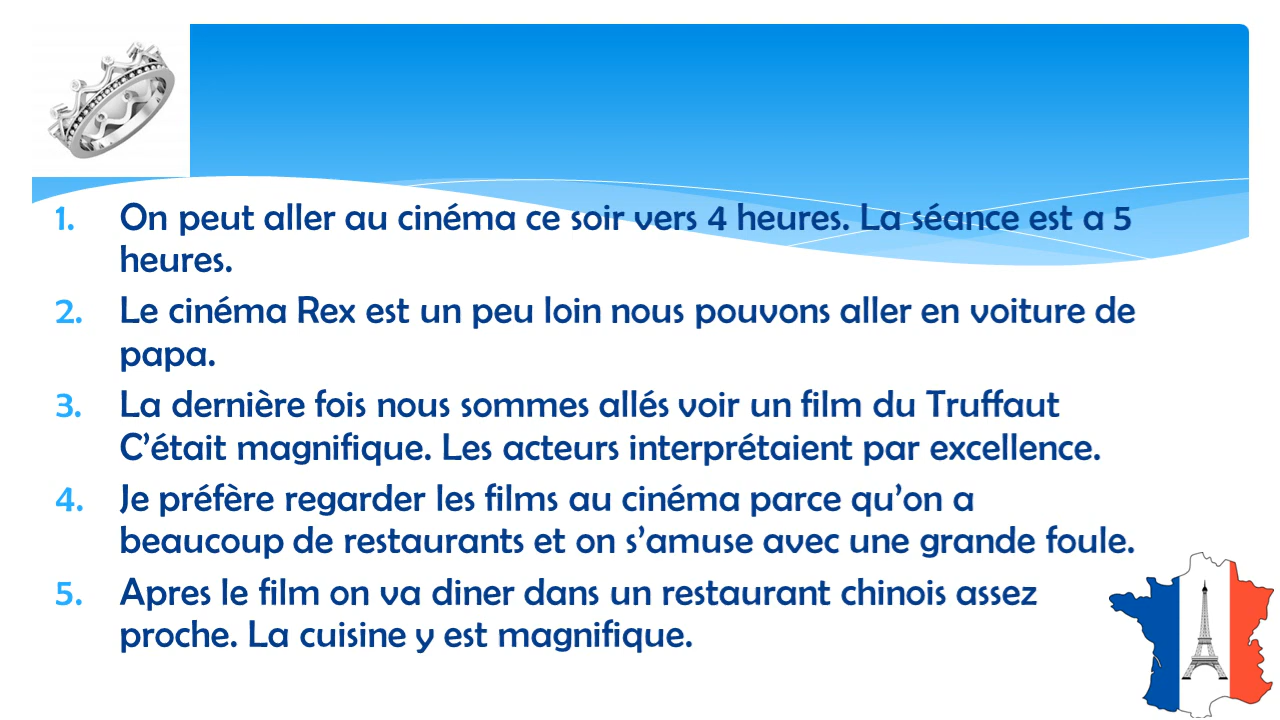 1. On peut aller au cinéma ce soir vers 4 heures. La séance est a 5
heures.
2. Le cinéma Rex est un peu loin nous pouvons aller en voiture de
papa.
3. La dernière fois nous sommes allés voir un film du Truffaut
C’était magnifique. Les acteurs interprétaient par excellence.
4. Je préfère regarder les films au cinéma parce qu’on a
beaucoup de restaurants et on s’amuse avec une grande foule.
5. Apres le film on va diner dans un restaurant chinois assez
proche. La cuisine y est magnifique.